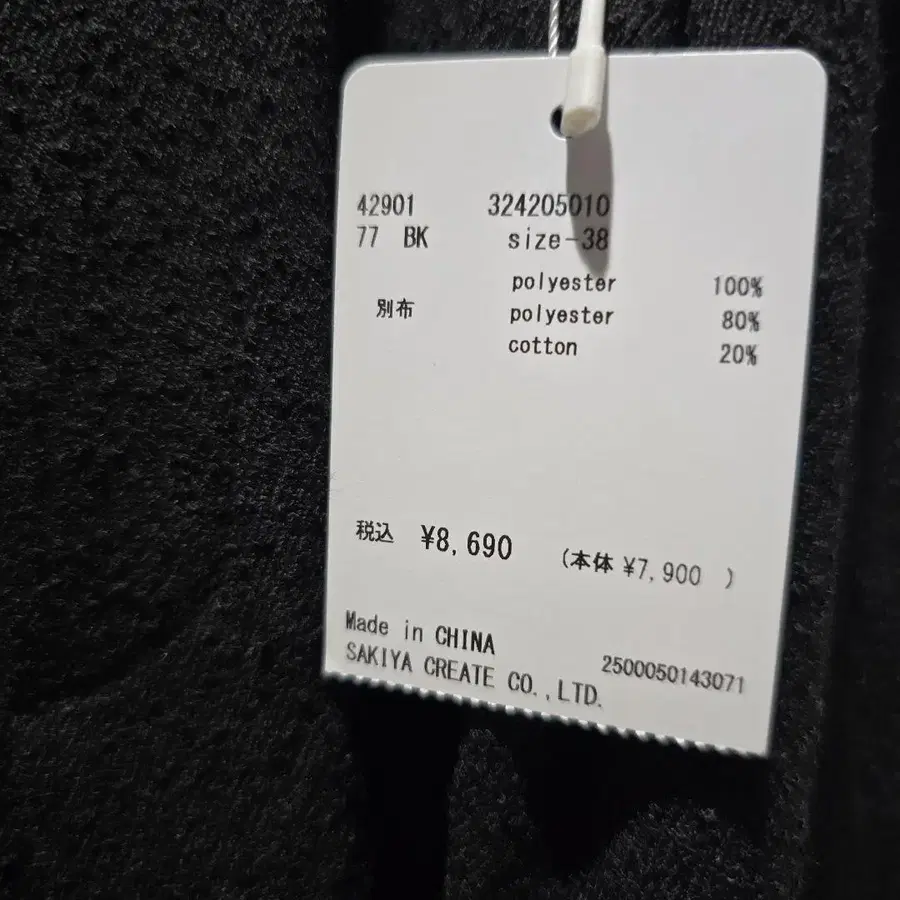 42901 324205010
77 BK size-38
polyester 100%
別布 polyester 80%
cotton 20%
税込 ¥8,690 (本体 ¥7,900 )
Made in CHINA
SAKIYA CREATE CO.,LTD. 2500050143071